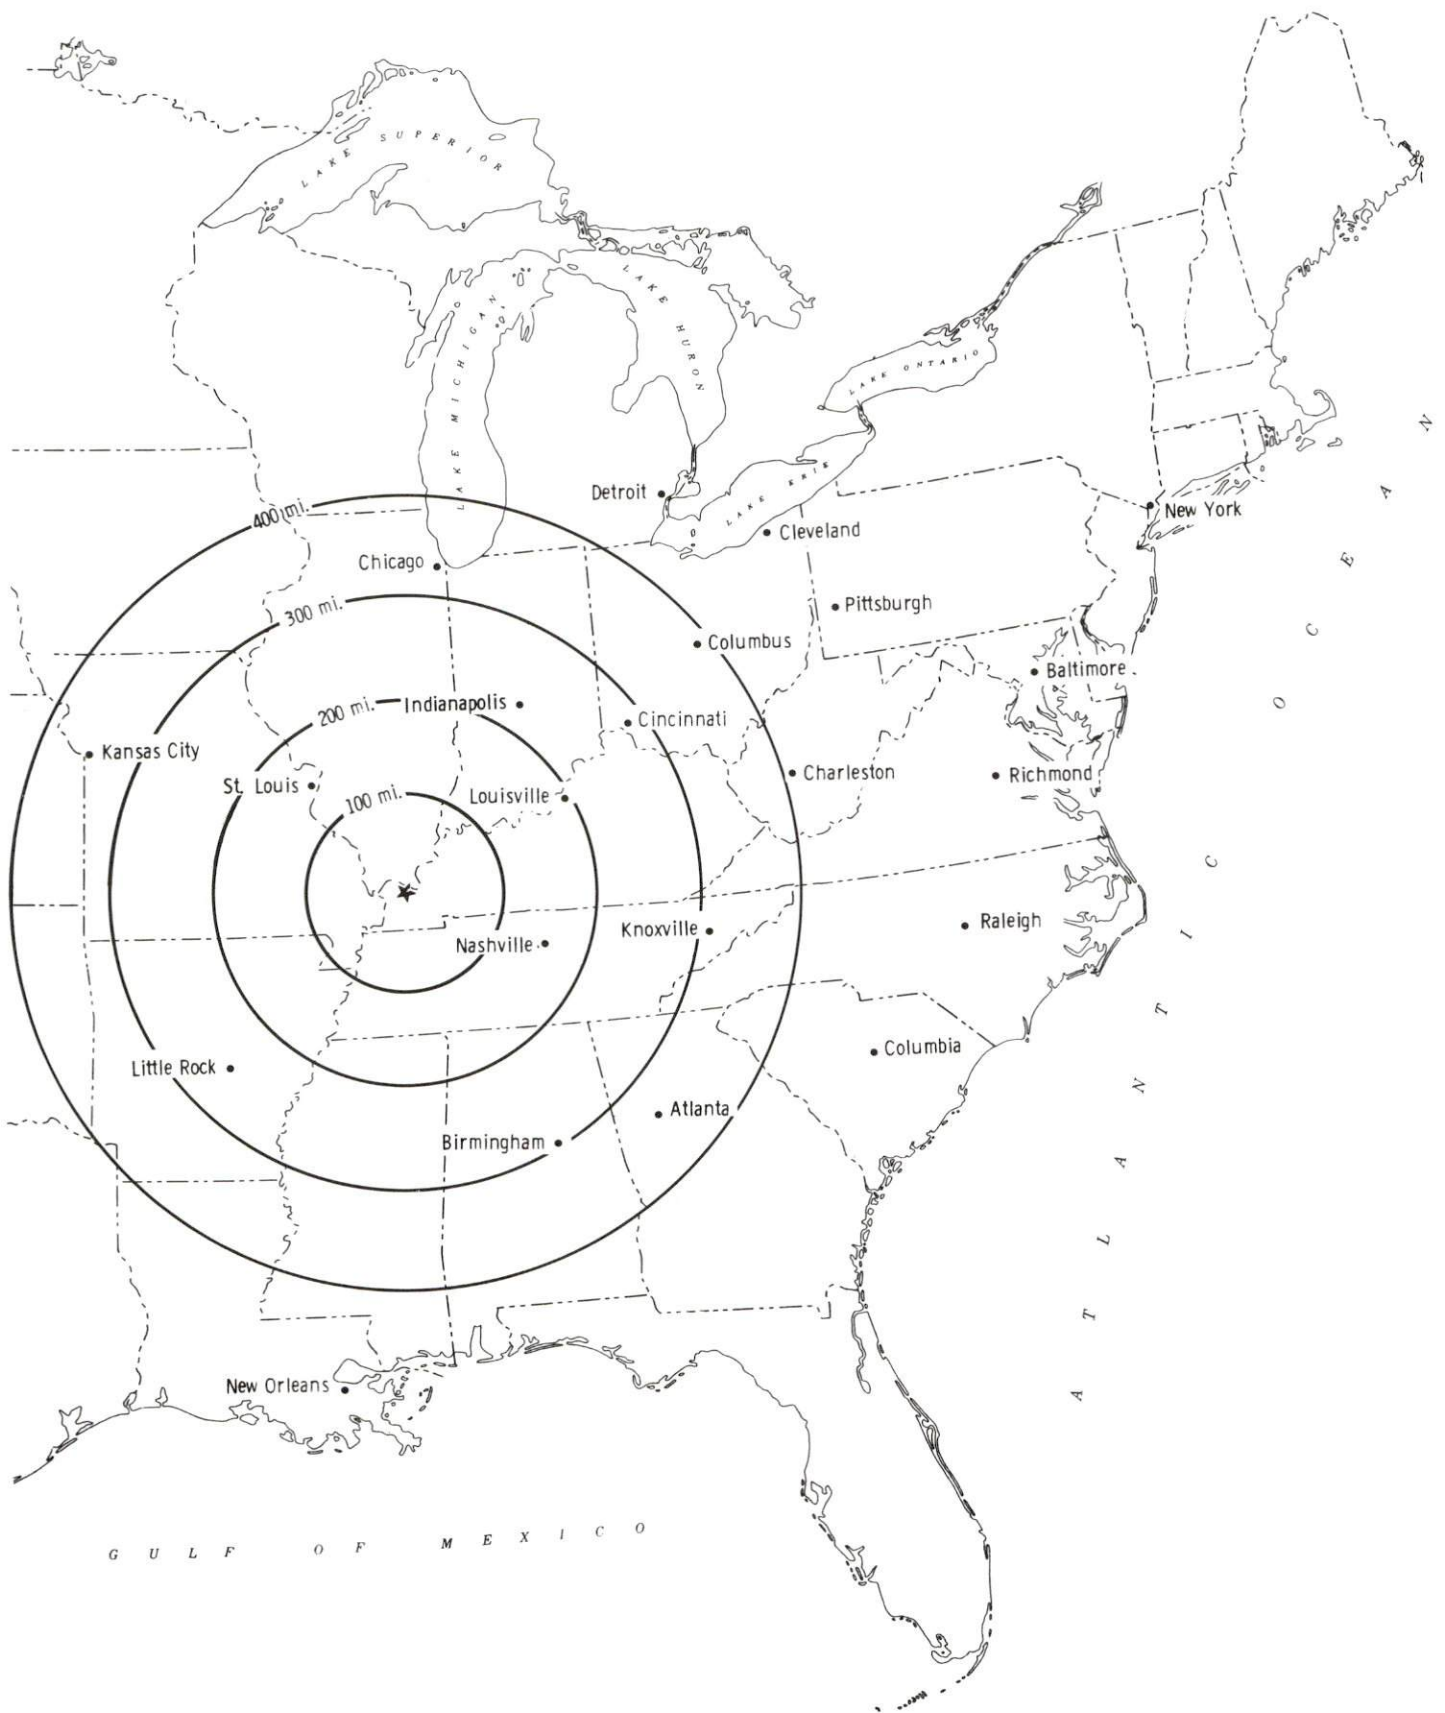 LAKE SUPERIOR
LAKE MICHIGAN
LAKE HURON
LAKE ONTARIO
LAKE ERIE
Detroit
Cleveland
New York
400 mi.
Chicago
300 mi.
Pittsburgh
Columbus
Baltimore
200 mi.
Indianapolis
Cincinnati
Kansas City
St. Louis
Louisville
Charleston
Richmond
100 mi.
Nashville
Knoxville
Raleigh
Little Rock
Columbia
Birmingham
Atlanta
New Orleans
ATLANTIC OCEAN
GULF OF MEXICO